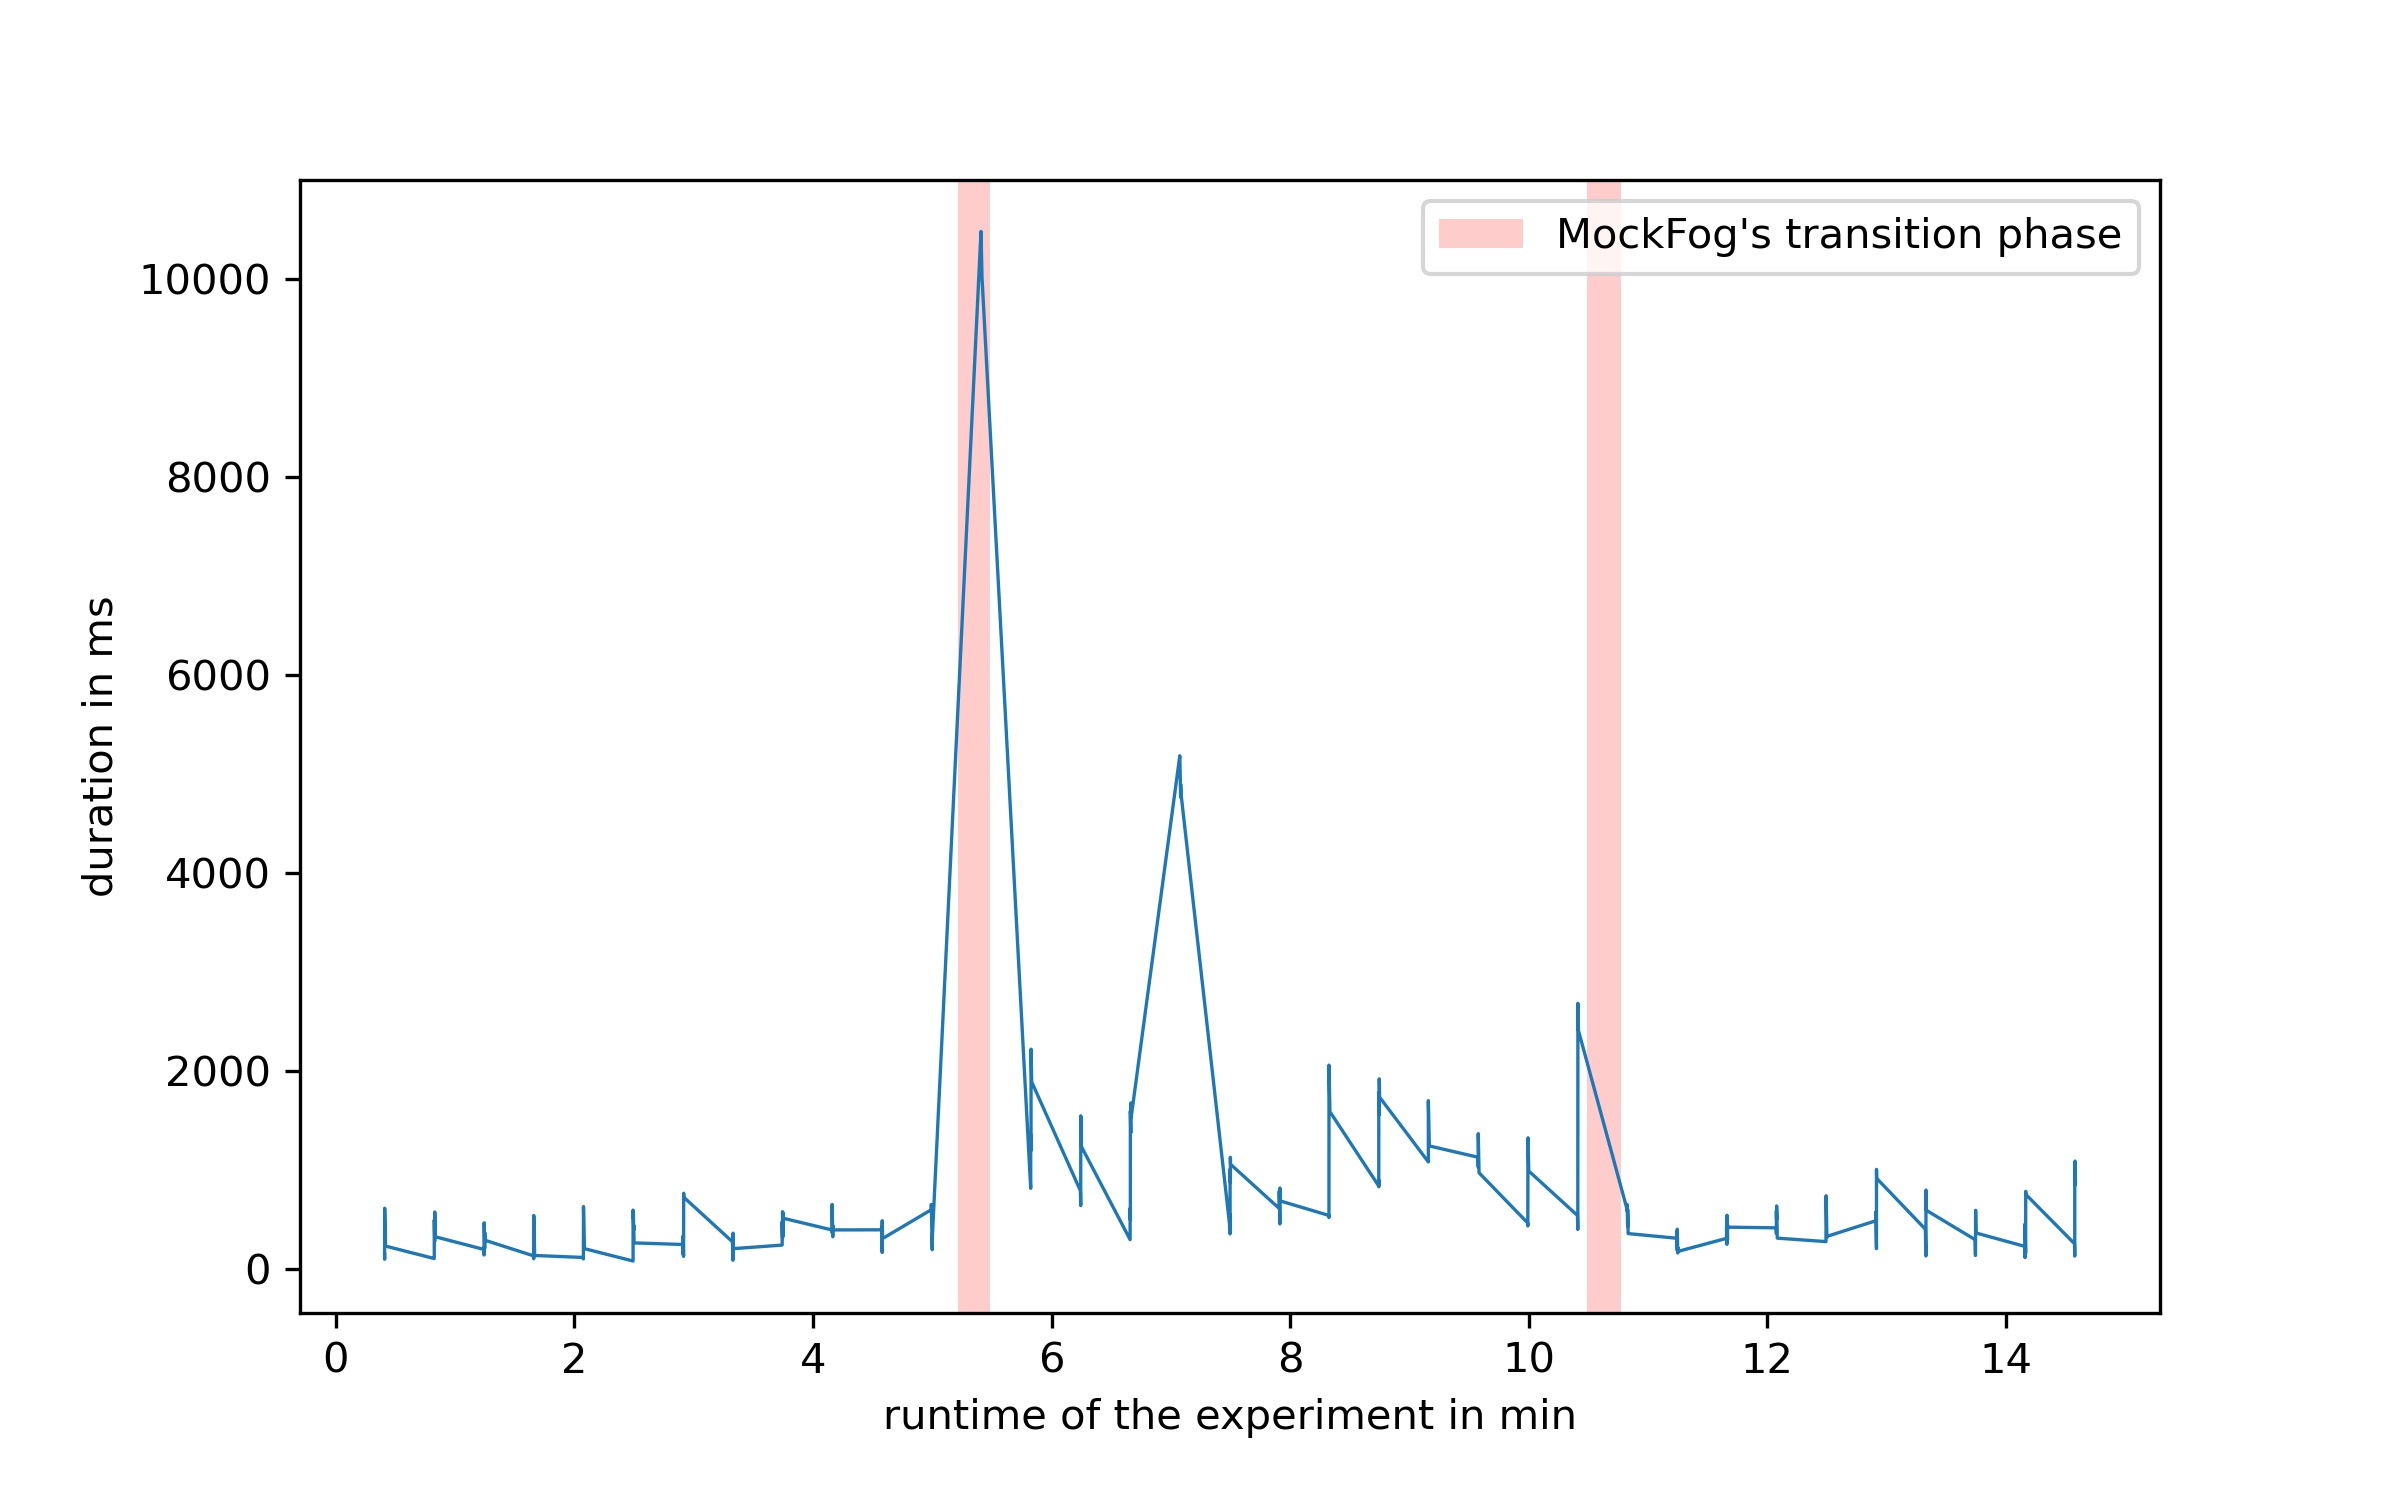 MockFog's transition phase
10000
8000
6000
4000
2000
0
duration in ms
0 2 4 6 8 10 12 14
runtime of the experiment in min